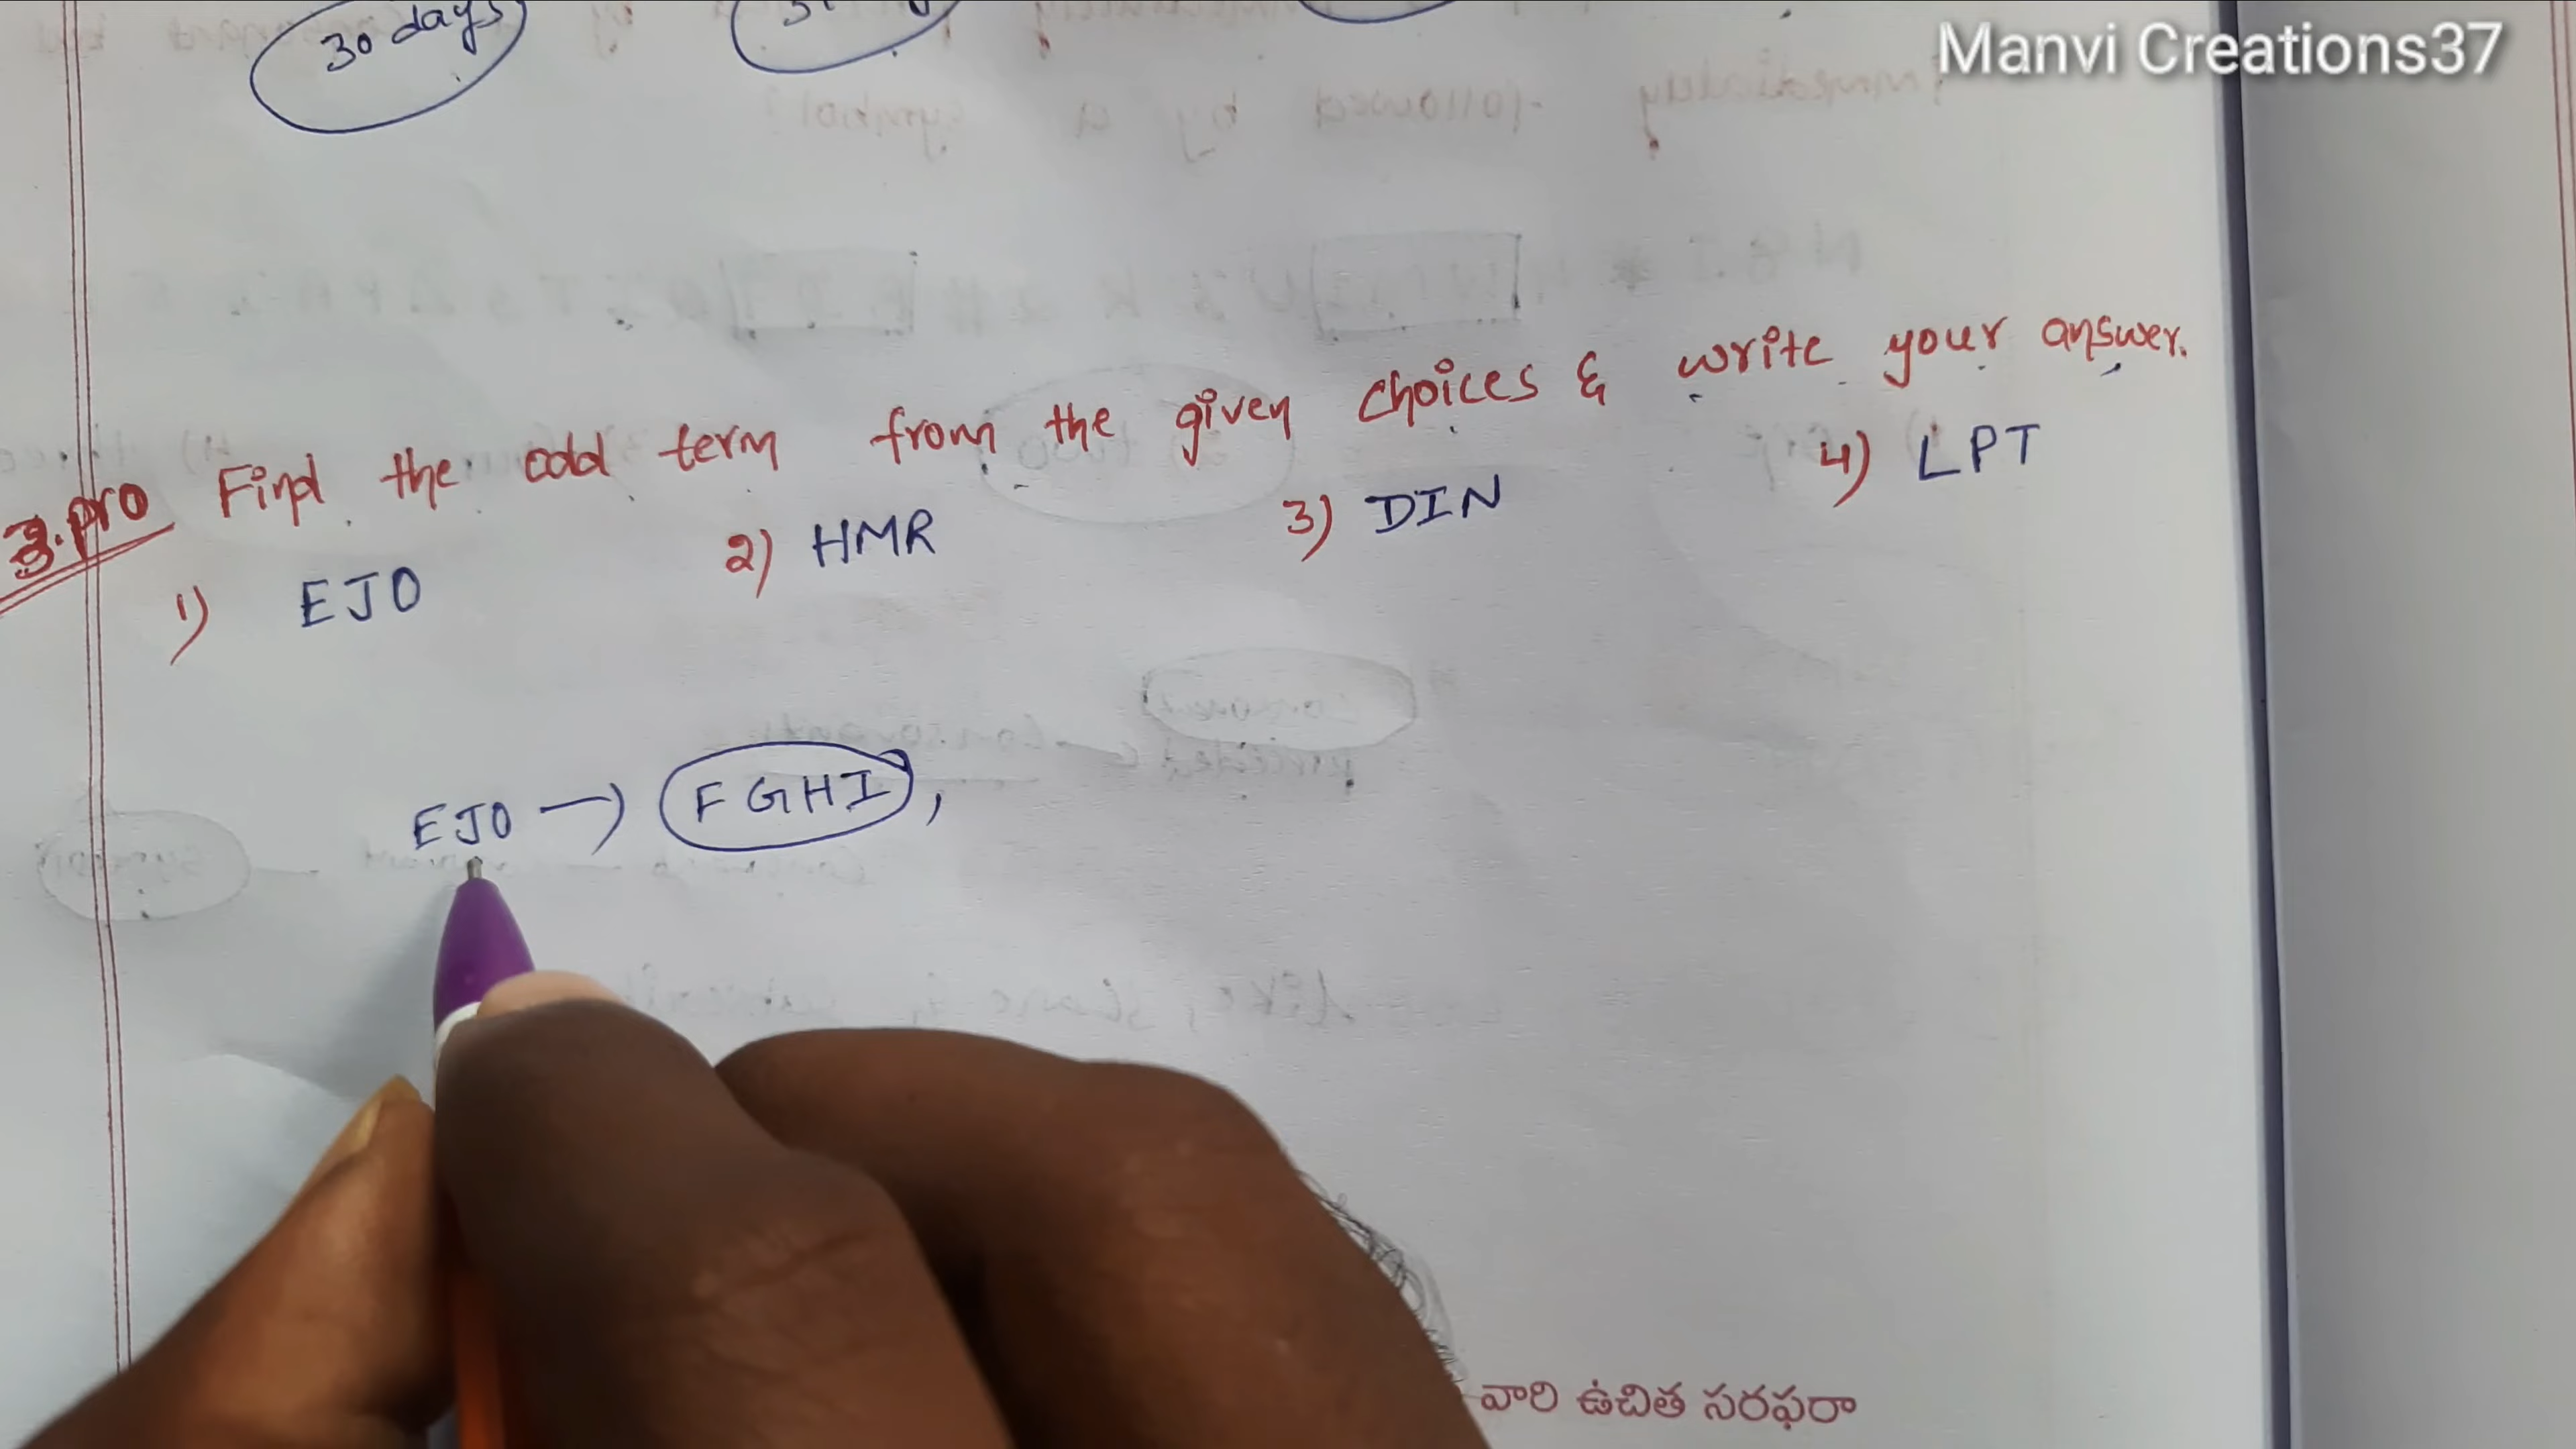 Manvi Creations37
30 days
3.pro Find the odd term from the given choices & write your answer.
1) EJO 2) HMR 3) DIN 4) LPT
EJO → FGHI,
వారి ఉచిత సరఫరా